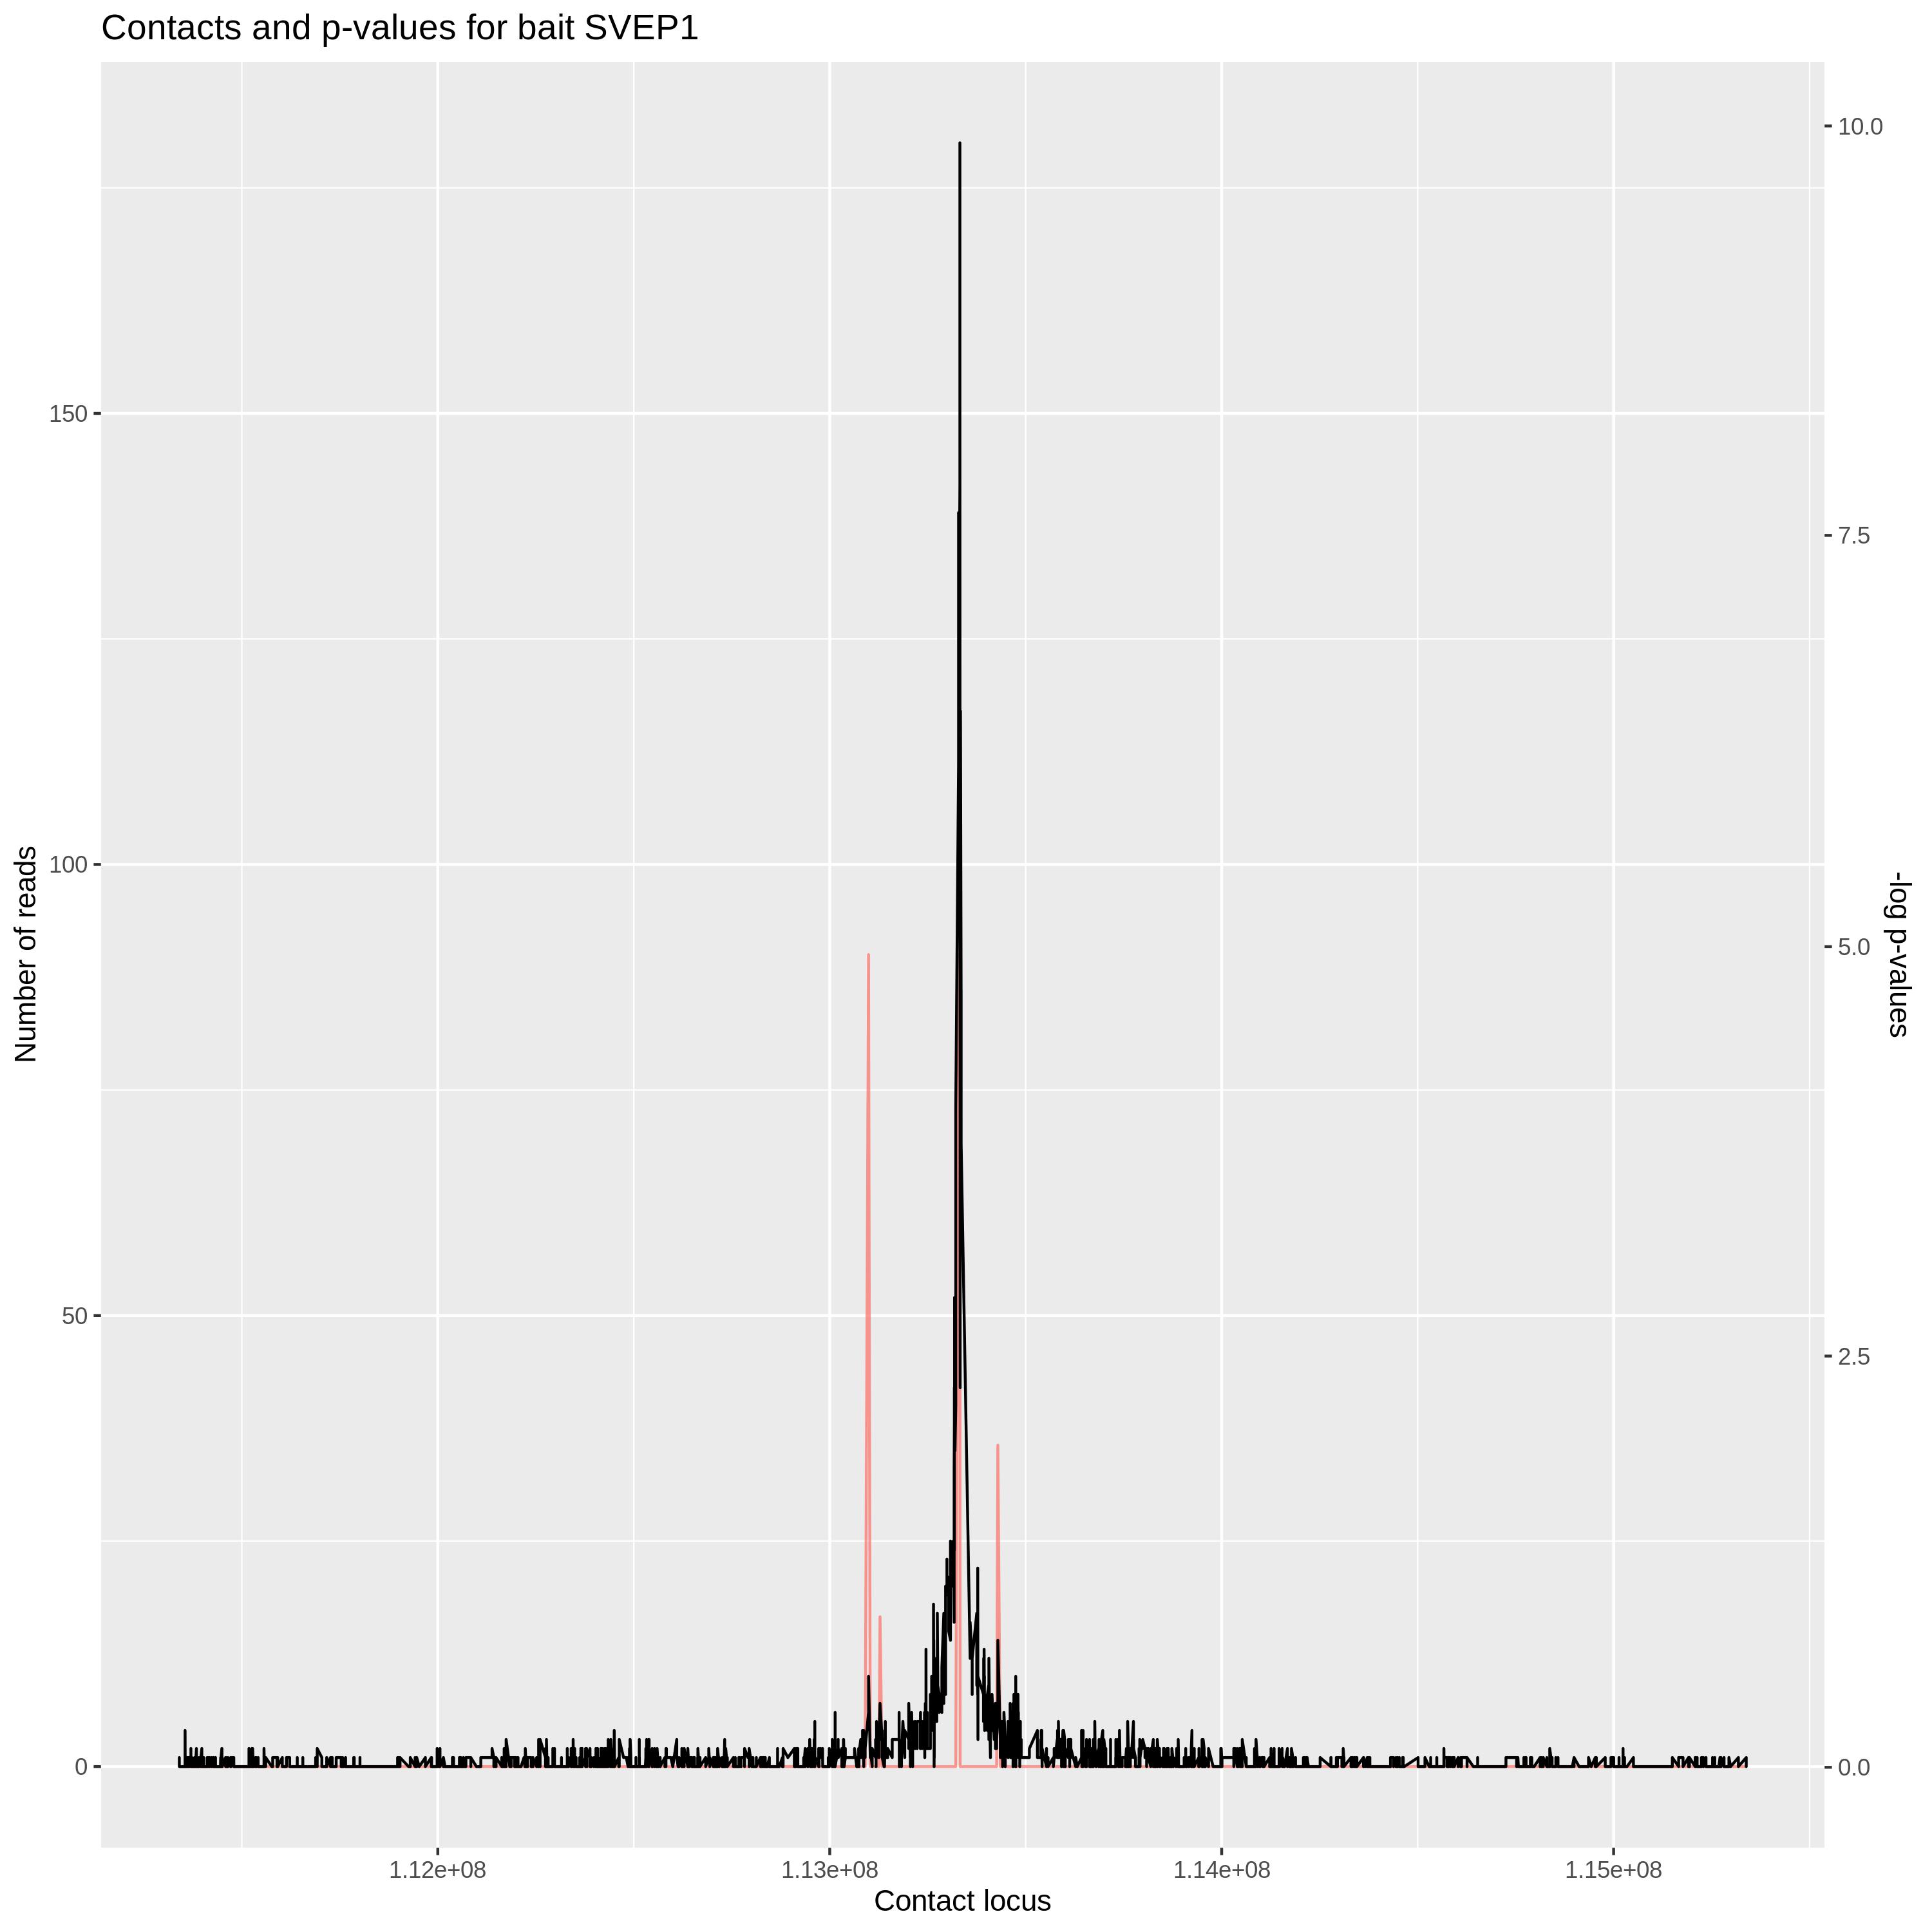 Contacts and p-values for bait SVEP1
10.0
7.5
5.0
2.5
0.0
150
100
50
0
Number of reads
-log p-values
1.12e+08
1.13e+08
1.14e+08
1.15e+08
Contact locus